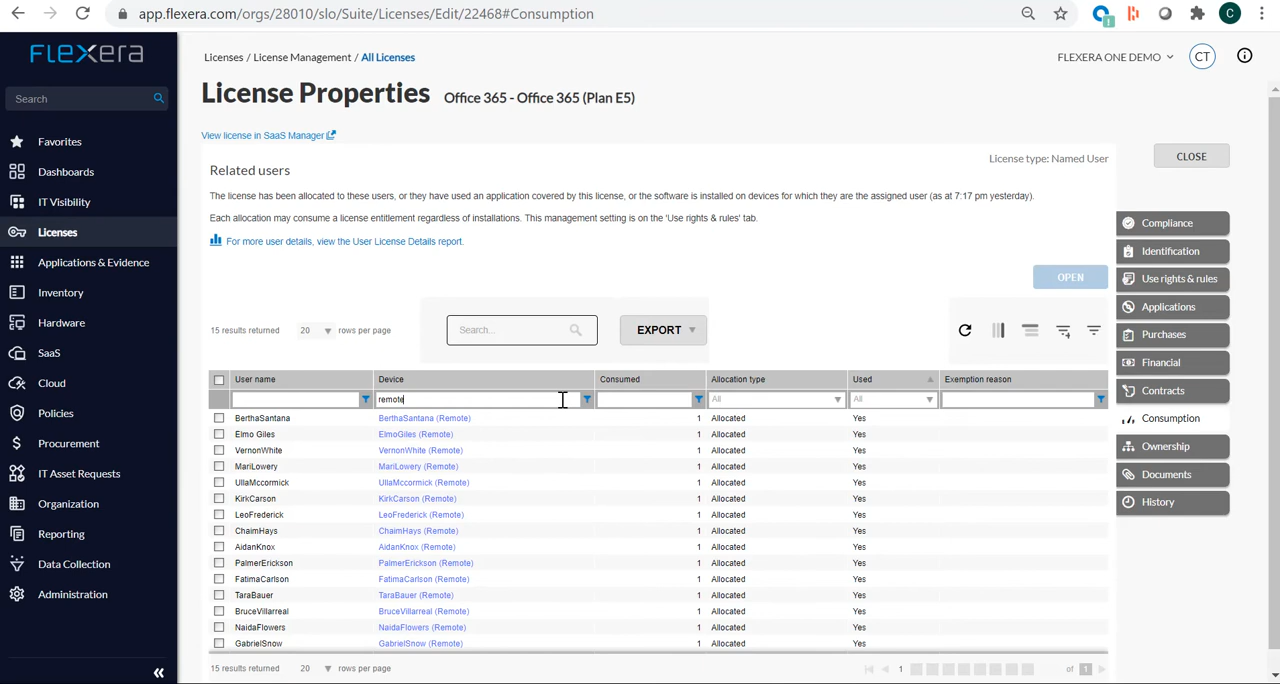 app.flexera.com/orgs/28010/slo/Suite/Licenses/Edit/22468#Consumption
1
C
FLEXERA
Search
Favorites
Dashboards
IT Visibility
Licenses
Applications & Evidence
Inventory
Hardware
SaaS
Cloud
Policies
Procurement
IT Asset Requests
Organization
Reporting
Data Collection
Administration
«
Licenses / License Management / All Licenses
FLEXERA ONE DEMO
CT
License Properties Office 365 - Office 365 (Plan E5)
View license in SaaS Manager
CLOSE
License type: Named User
Related users
The license has been allocated to these users, or they have used an application covered by this license, or the software is installed on devices for which they are the assigned user (as at 7:17 pm yesterday).
Each allocation may consume a license entitlement regardless of installations. This management setting is on the 'Use rights & rules' tab.
For more user details, view the User License Details report.
OPEN
15 results returned 20 rows per page
Search...
EXPORT
User name Device Consumed Allocation type Used Exemption reason
remote All All
BerthaSantana BerthaSantana (Remote) 1 Allocated Yes
Elmo Giles ElmoGiles (Remote) 1 Allocated Yes
VernonWhite VernonWhite (Remote) 1 Allocated Yes
MariLowery MariLowery (Remote) 1 Allocated Yes
UllaMccormick UllaMccormick (Remote) 1 Allocated Yes
KirkCarson KirkCarson (Remote) 1 Allocated Yes
LeoFrederick LeoFrederick (Remote) 1 Allocated Yes
ChaimHays ChaimHays (Remote) 1 Allocated Yes
AidanKnox AidanKnox (Remote) 1 Allocated Yes
PalmerErickson PalmerErickson (Remote) 1 Allocated Yes
FatimaCarlson FatimaCarlson (Remote) 1 Allocated Yes
TaraBauer TaraBauer (Remote) 1 Allocated Yes
BruceVillarreal BruceVillarreal (Remote) 1 Allocated Yes
NaidaFlowers NaidaFlowers (Remote) 1 Allocated Yes
GabrielSnow GabrielSnow (Remote) 1 Allocated Yes
15 results returned 20 rows per page
1 of 1
Compliance
Identification
Use rights & rules
Applications
Purchases
Financial
Contracts
Consumption
Ownership
Documents
History